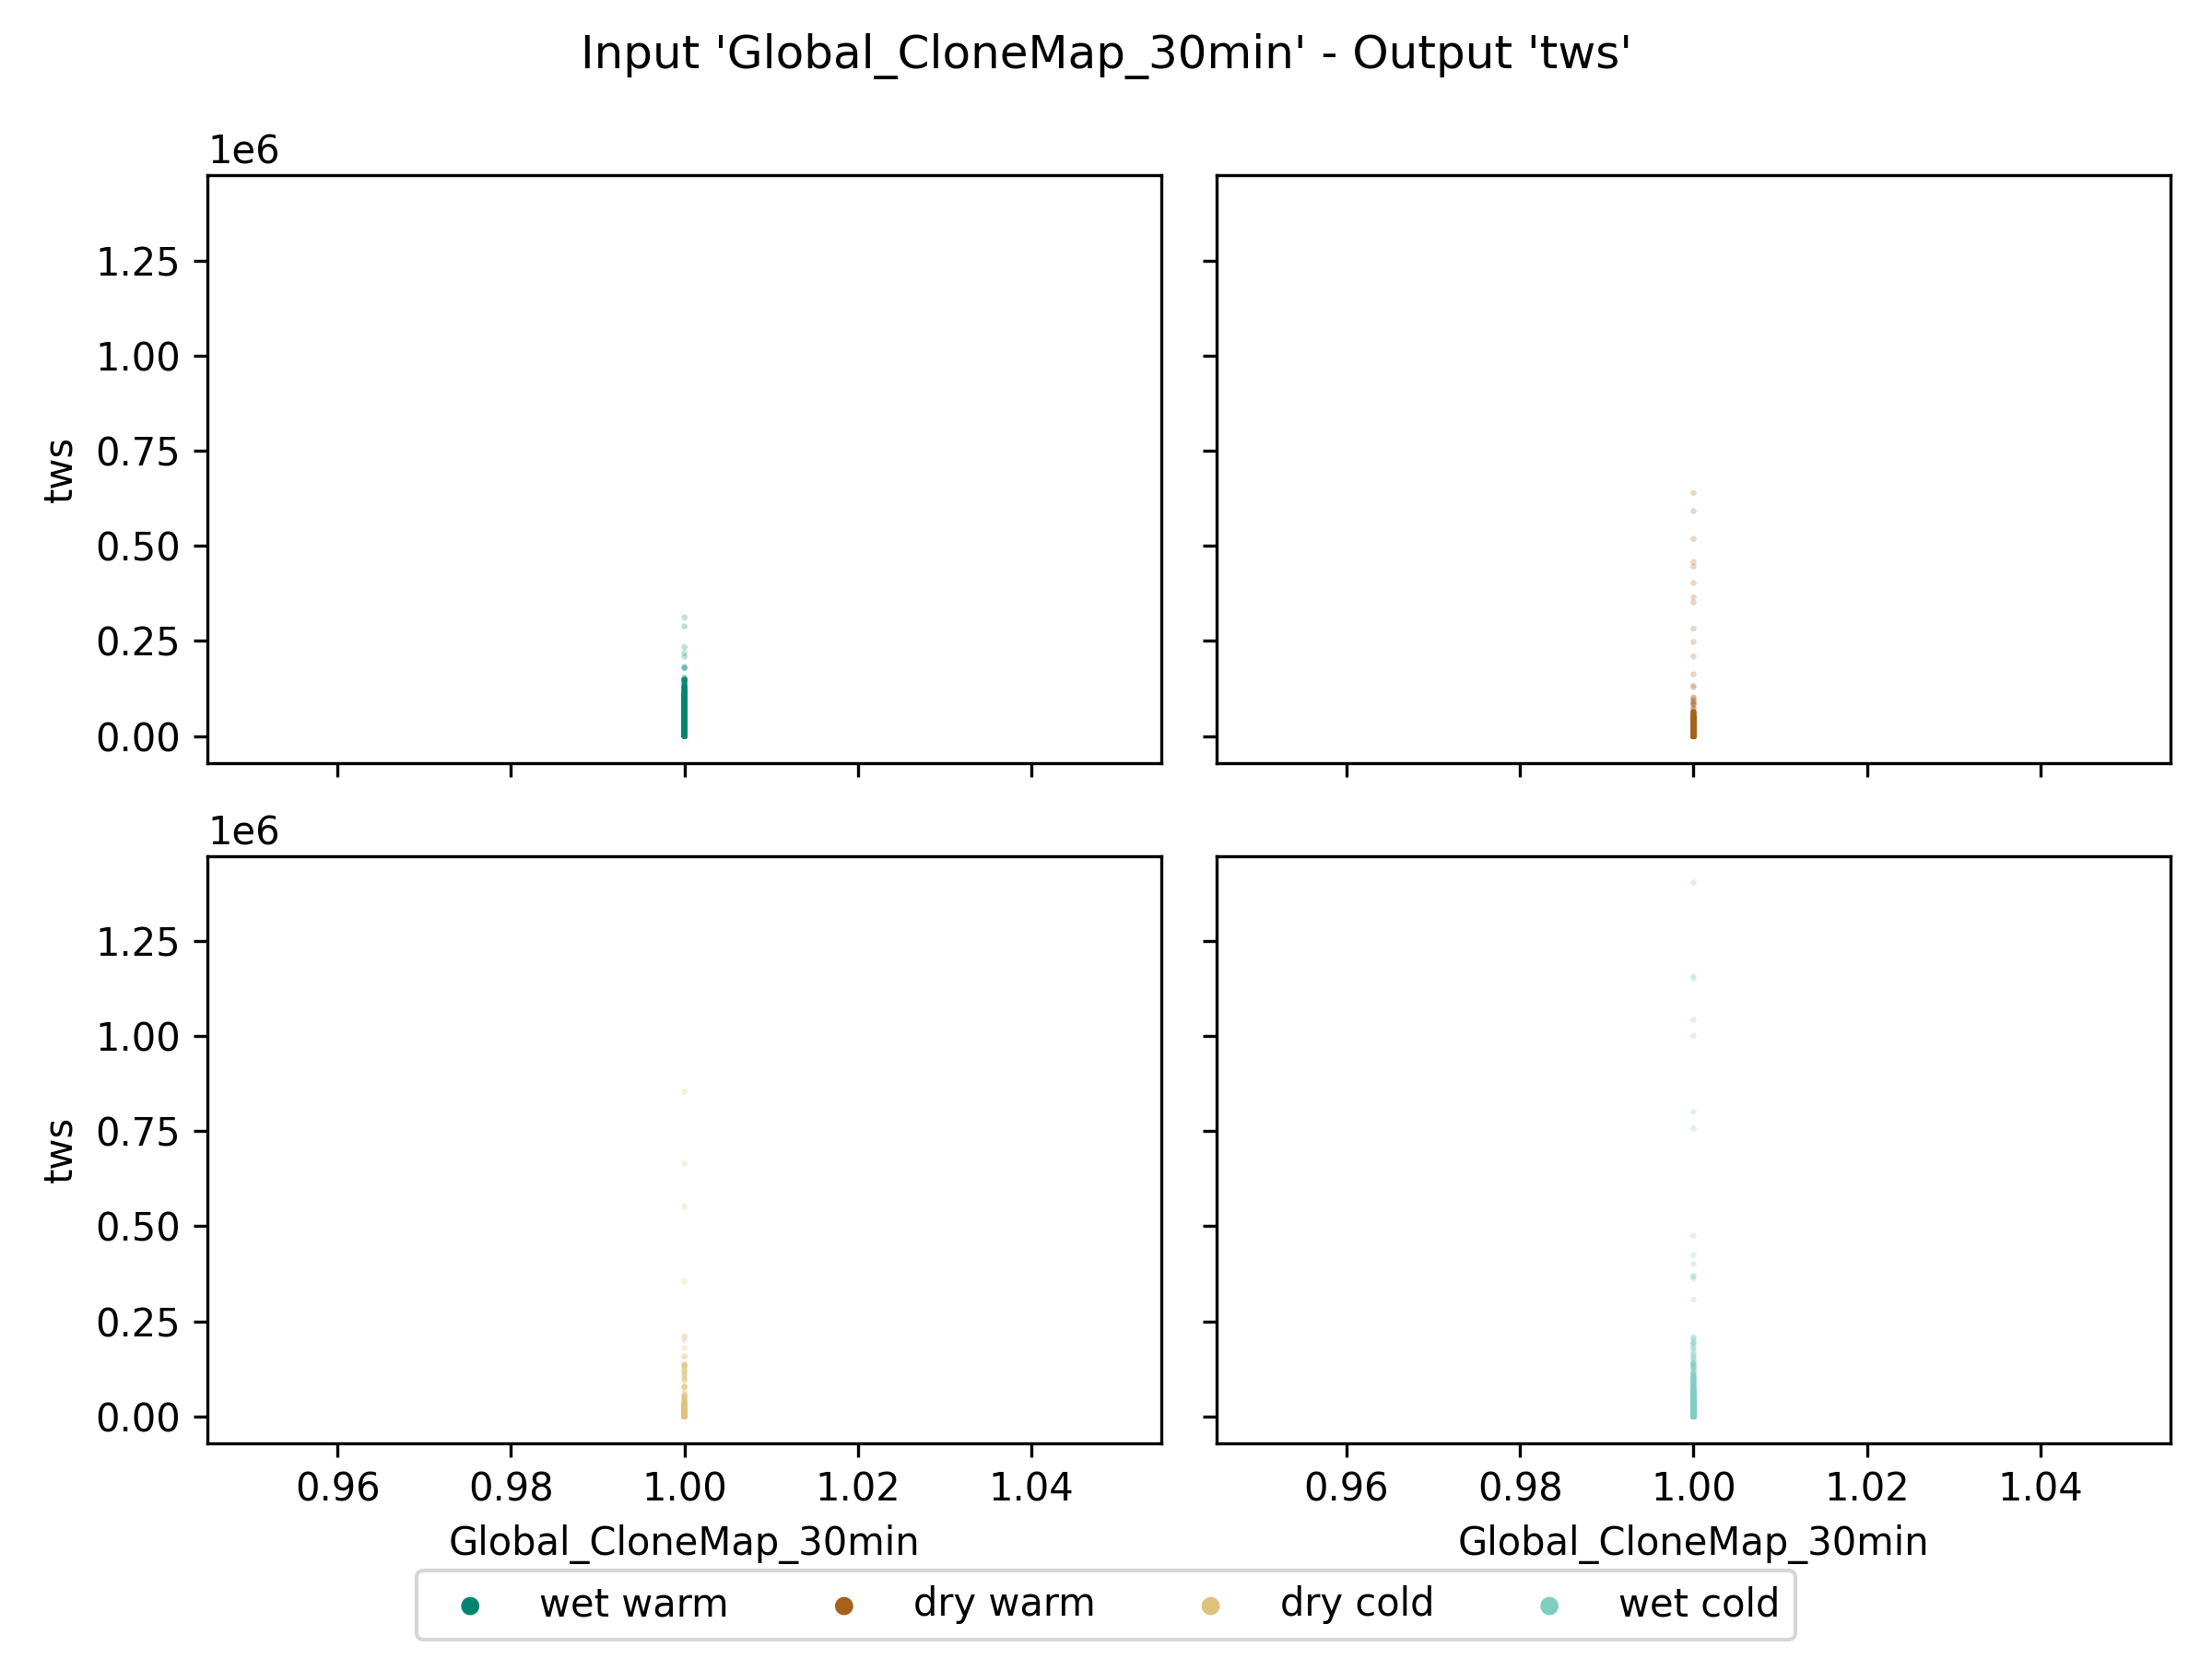 Input 'Global_CloneMap_30min' - Output 'tws'
1e6
1.25
1.00
0.75
0.50
0.25
0.00
tws
1e6
1.25
1.00
0.75
0.50
0.25
0.00
tws
0.96 0.98 1.00 1.02 1.04
0.96 0.98 1.00 1.02 1.04
Global_CloneMap_30min
Global_CloneMap_30min
wet warm dry warm dry cold wet cold